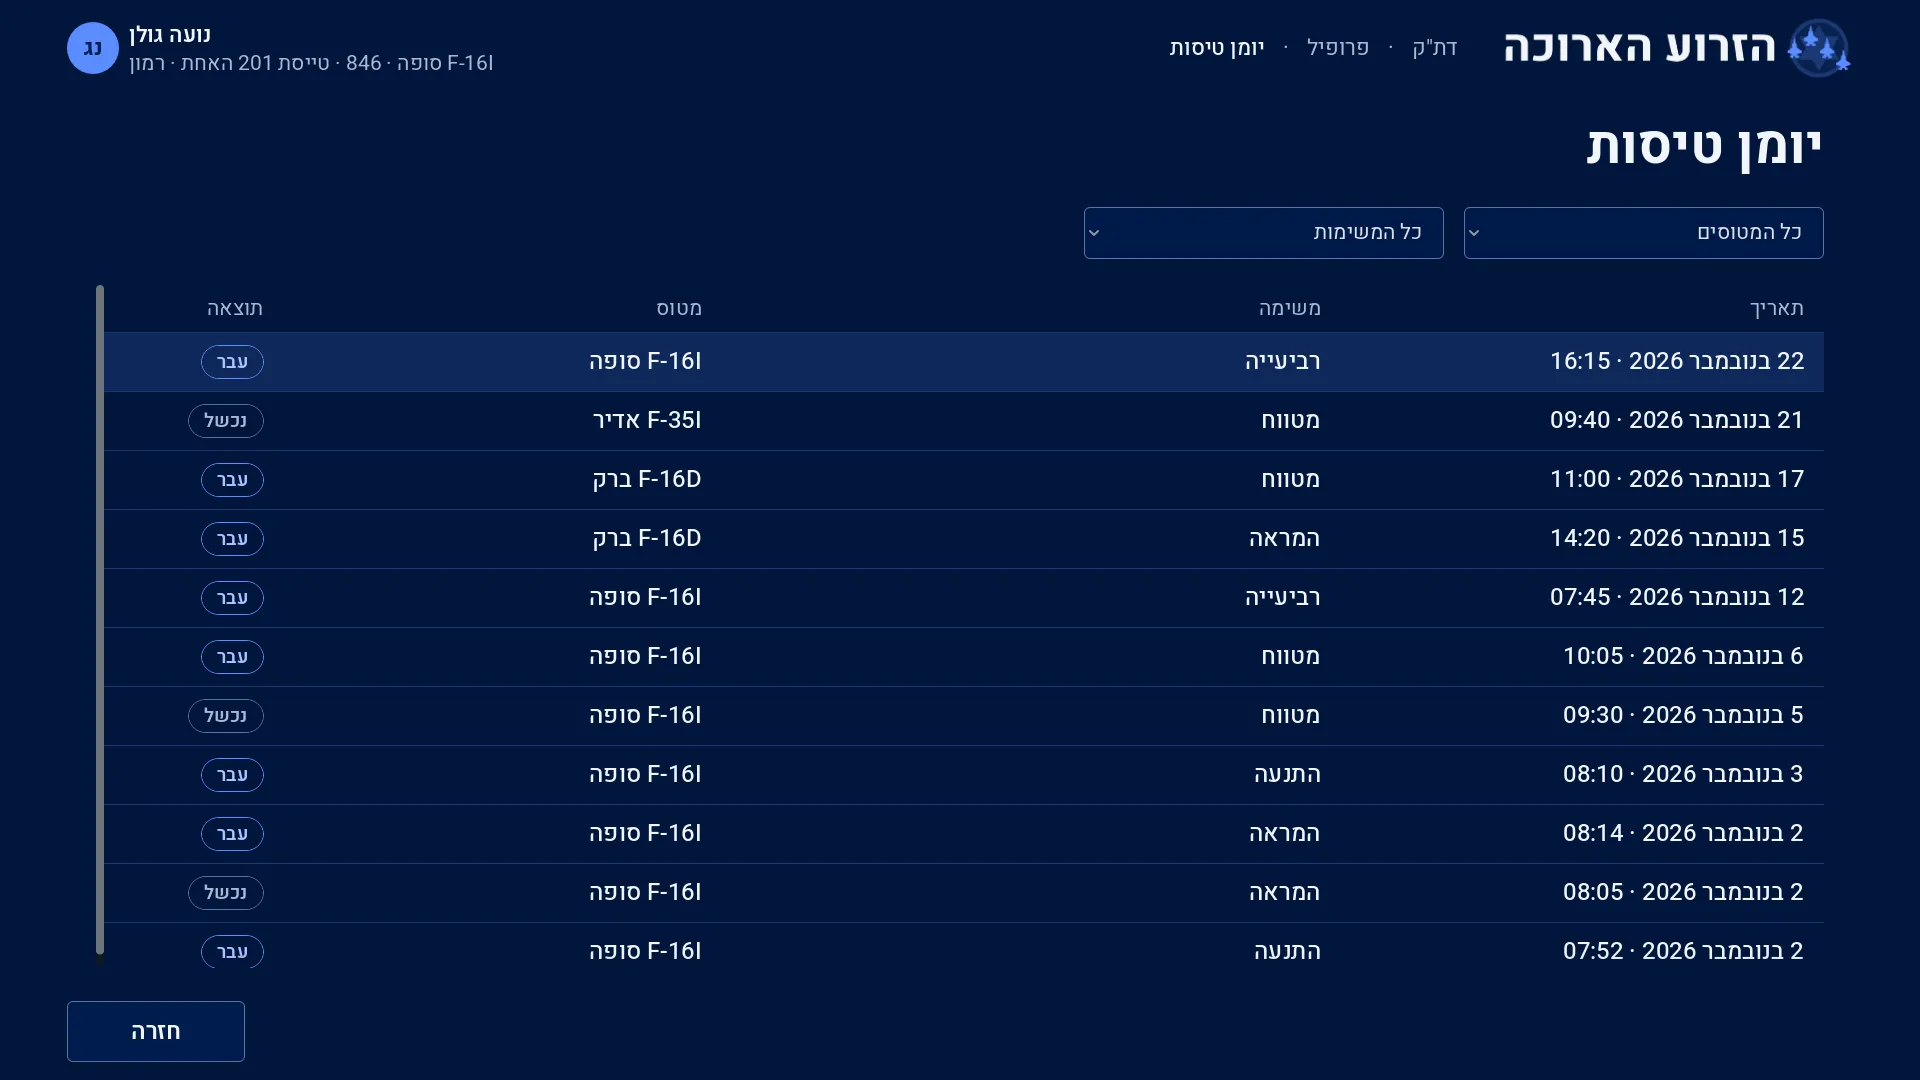 הזרוע הארוכה
דת"ק · פרופיל · יומן טיסות
נועה גולן
F-16I סופה · 846 · טייסת 201 האחת · רמון
נג
יומן טיסות
כל המטוסים
כל המשימות
תאריך משימה מטוס תוצאה
22 בנובמבר 2026 · 16:15 רביעייה F-16I סופה עבר
21 בנובמבר 2026 · 09:40 מטווח F-35I אדיר נכשל
17 בנובמבר 2026 · 11:00 מטווח F-16D ברק עבר
15 בנובמבר 2026 · 14:20 המראה F-16D ברק עבר
12 בנובמבר 2026 · 07:45 רביעייה F-16I סופה עבר
6 בנובמבר 2026 · 10:05 מטווח F-16I סופה עבר
5 בנובמבר 2026 · 09:30 מטווח F-16I סופה נכשל
3 בנובמבר 2026 · 08:10 התנעה F-16I סופה עבר
2 בנובמבר 2026 · 08:14 המראה F-16I סופה עבר
2 בנובמבר 2026 · 08:05 המראה F-16I סופה נכשל
2 בנובמבר 2026 · 07:52 התנעה F-16I סופה עבר
חזרה